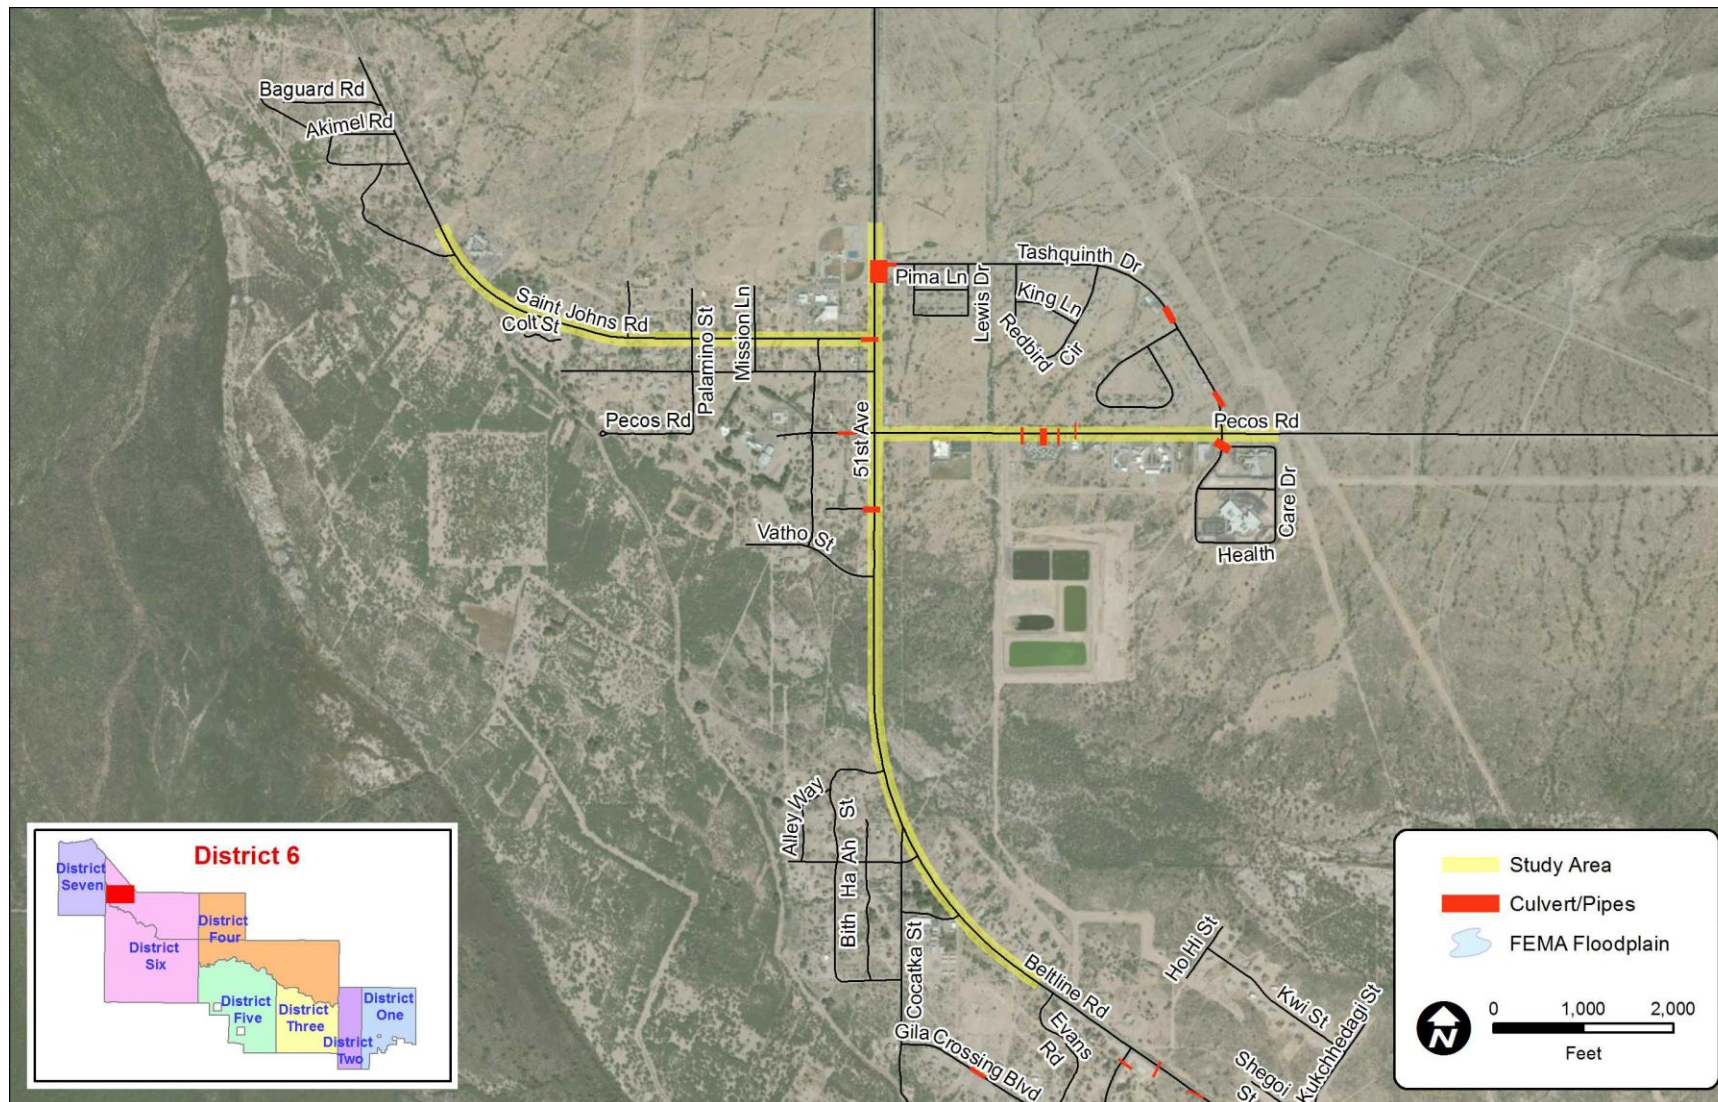 Baguard Rd
Akimel Rd
Saint Johns Rd
Colt St
Palamino St
Mission Ln
Pecos Rd
51st Ave
Vatho St
Pima Ln
Lewis Dr
Tashquinth Dr
King Ln
Redbird Cir
Pecos Rd
Health Care Dr
Alley Way
Bith Ha Ah St
Cocatka St
Beltline Rd
Gila Crossing Blvd
Evans Rd
Ho Hi St
Kwi St
Kukchhedagi St
Shegoi St
District 6
District
Seven
District
Six
District
Four
District
Five
District
Three
District
Two
District
One
Study Area
Culvert/Pipes
FEMA Floodplain
N
0 1,000 2,000
Feet